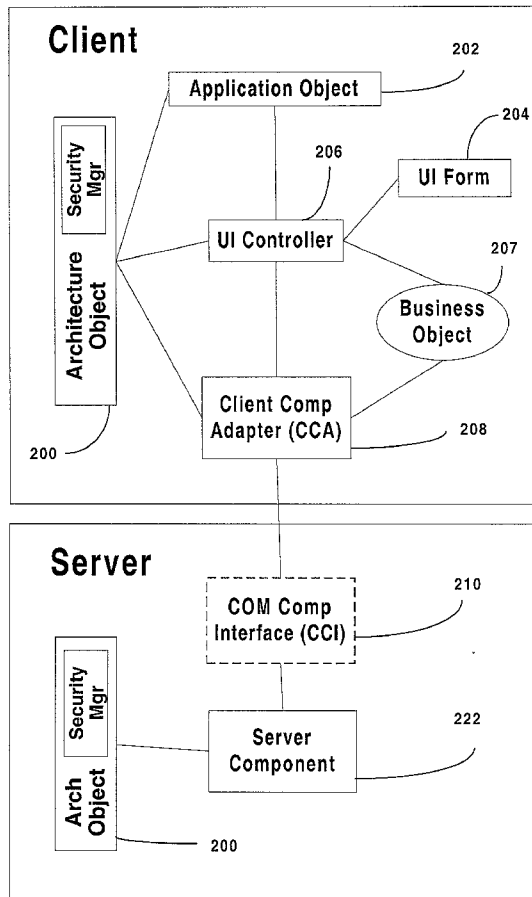 Client
Application Object
202
204
UI Form
206
UI Controller
207
Business
Object
Security
Mgr
Architecture
Object
200
Client Comp
Adapter (CCA)
208
Server
COM Comp
Interface (CCI)
210
Security
Mgr
Arch
Object
200
Server
Component
222